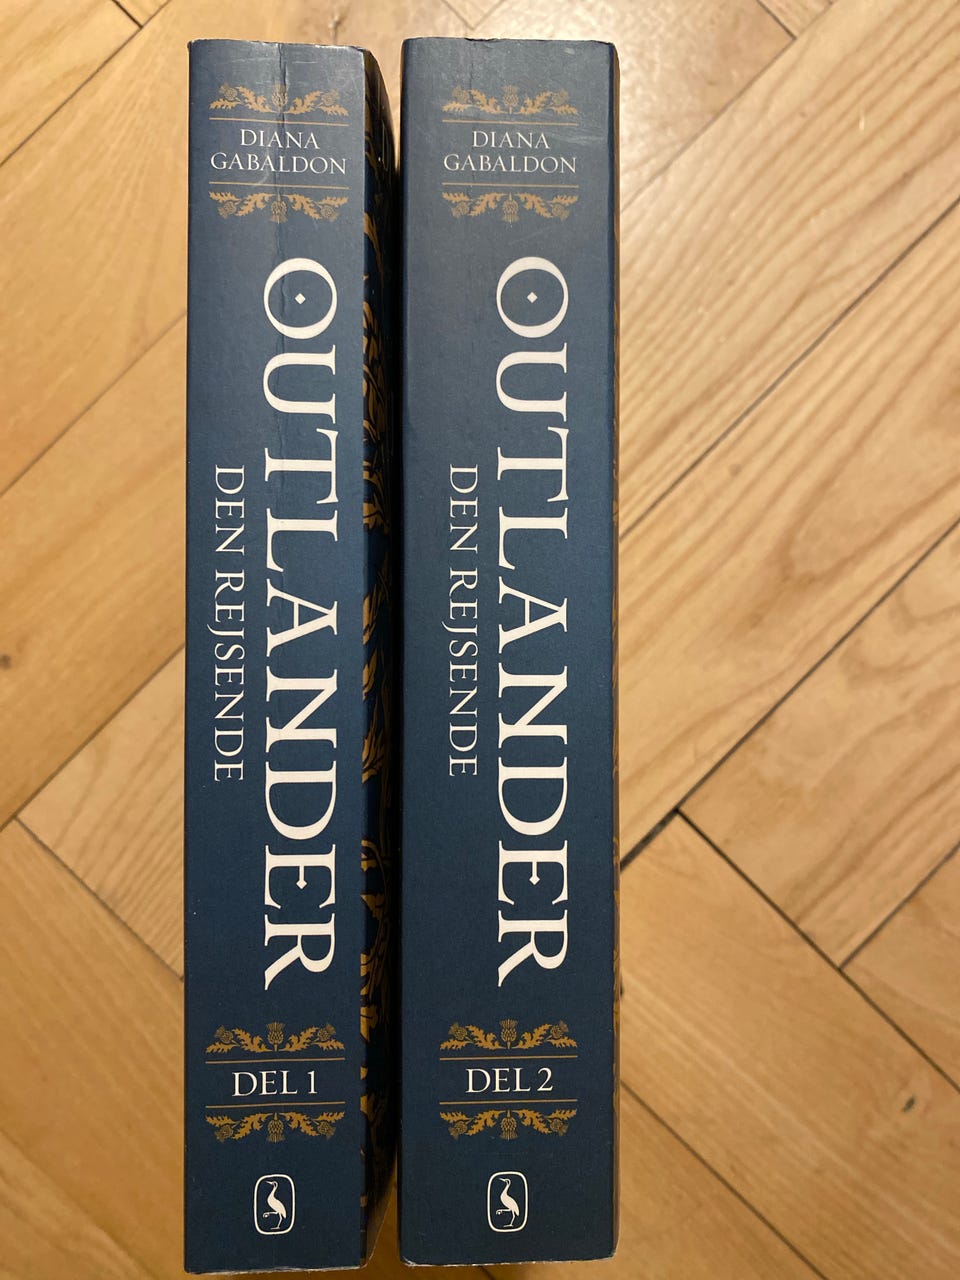 DIANA
GABALDON
OUTLANDER
DEN REJSENDE
DEL 1
DIANA
GABALDON
OUTLANDER
DEN REJSENDE
DEL 2